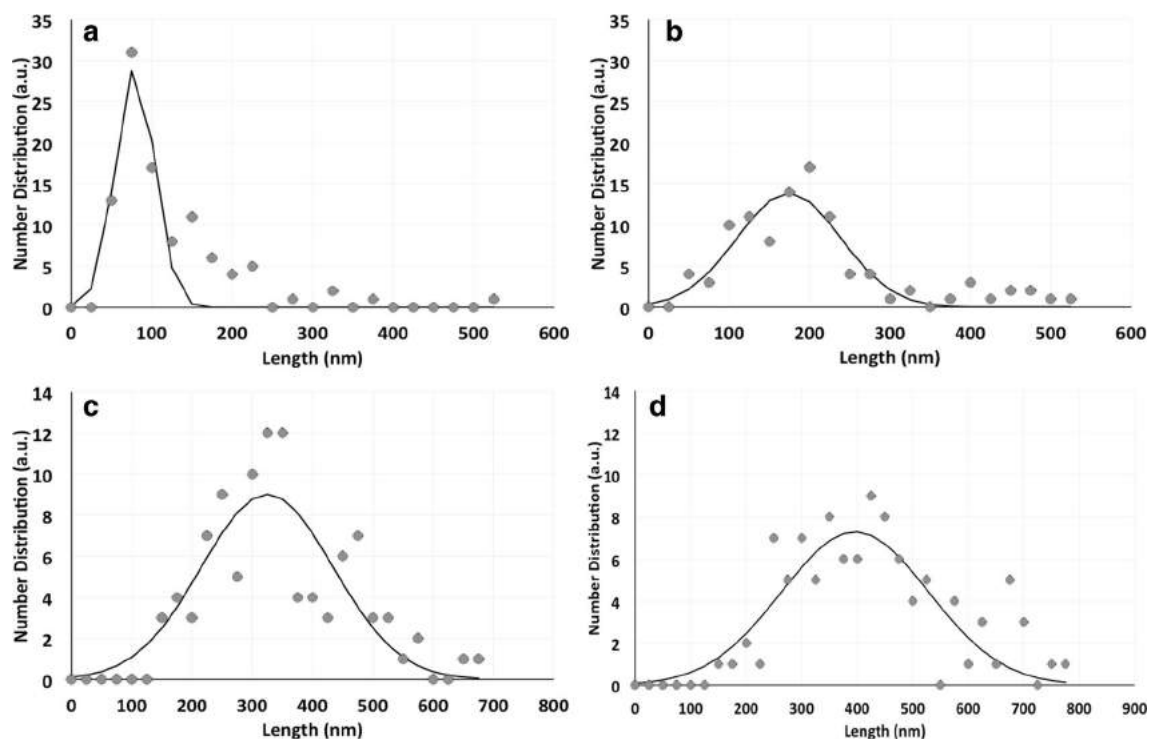 a
35
30
25
20
15
10
5
0
Number Distribution (a.u.)
0 100 200 300 400 500 600
Length (nm)
b
35
30
25
20
15
10
5
0
Number Distribution (a.u.)
0 100 200 300 400 500 600
Length (nm)
c
14
12
10
8
6
4
2
0
Number Distribution (a.u.)
0 100 200 300 400 500 600 700 800
Length (nm)
d
14
12
10
8
6
4
2
0
Number Distribution (a.u.)
0 100 200 300 400 500 600 700 800 900
Length (nm)